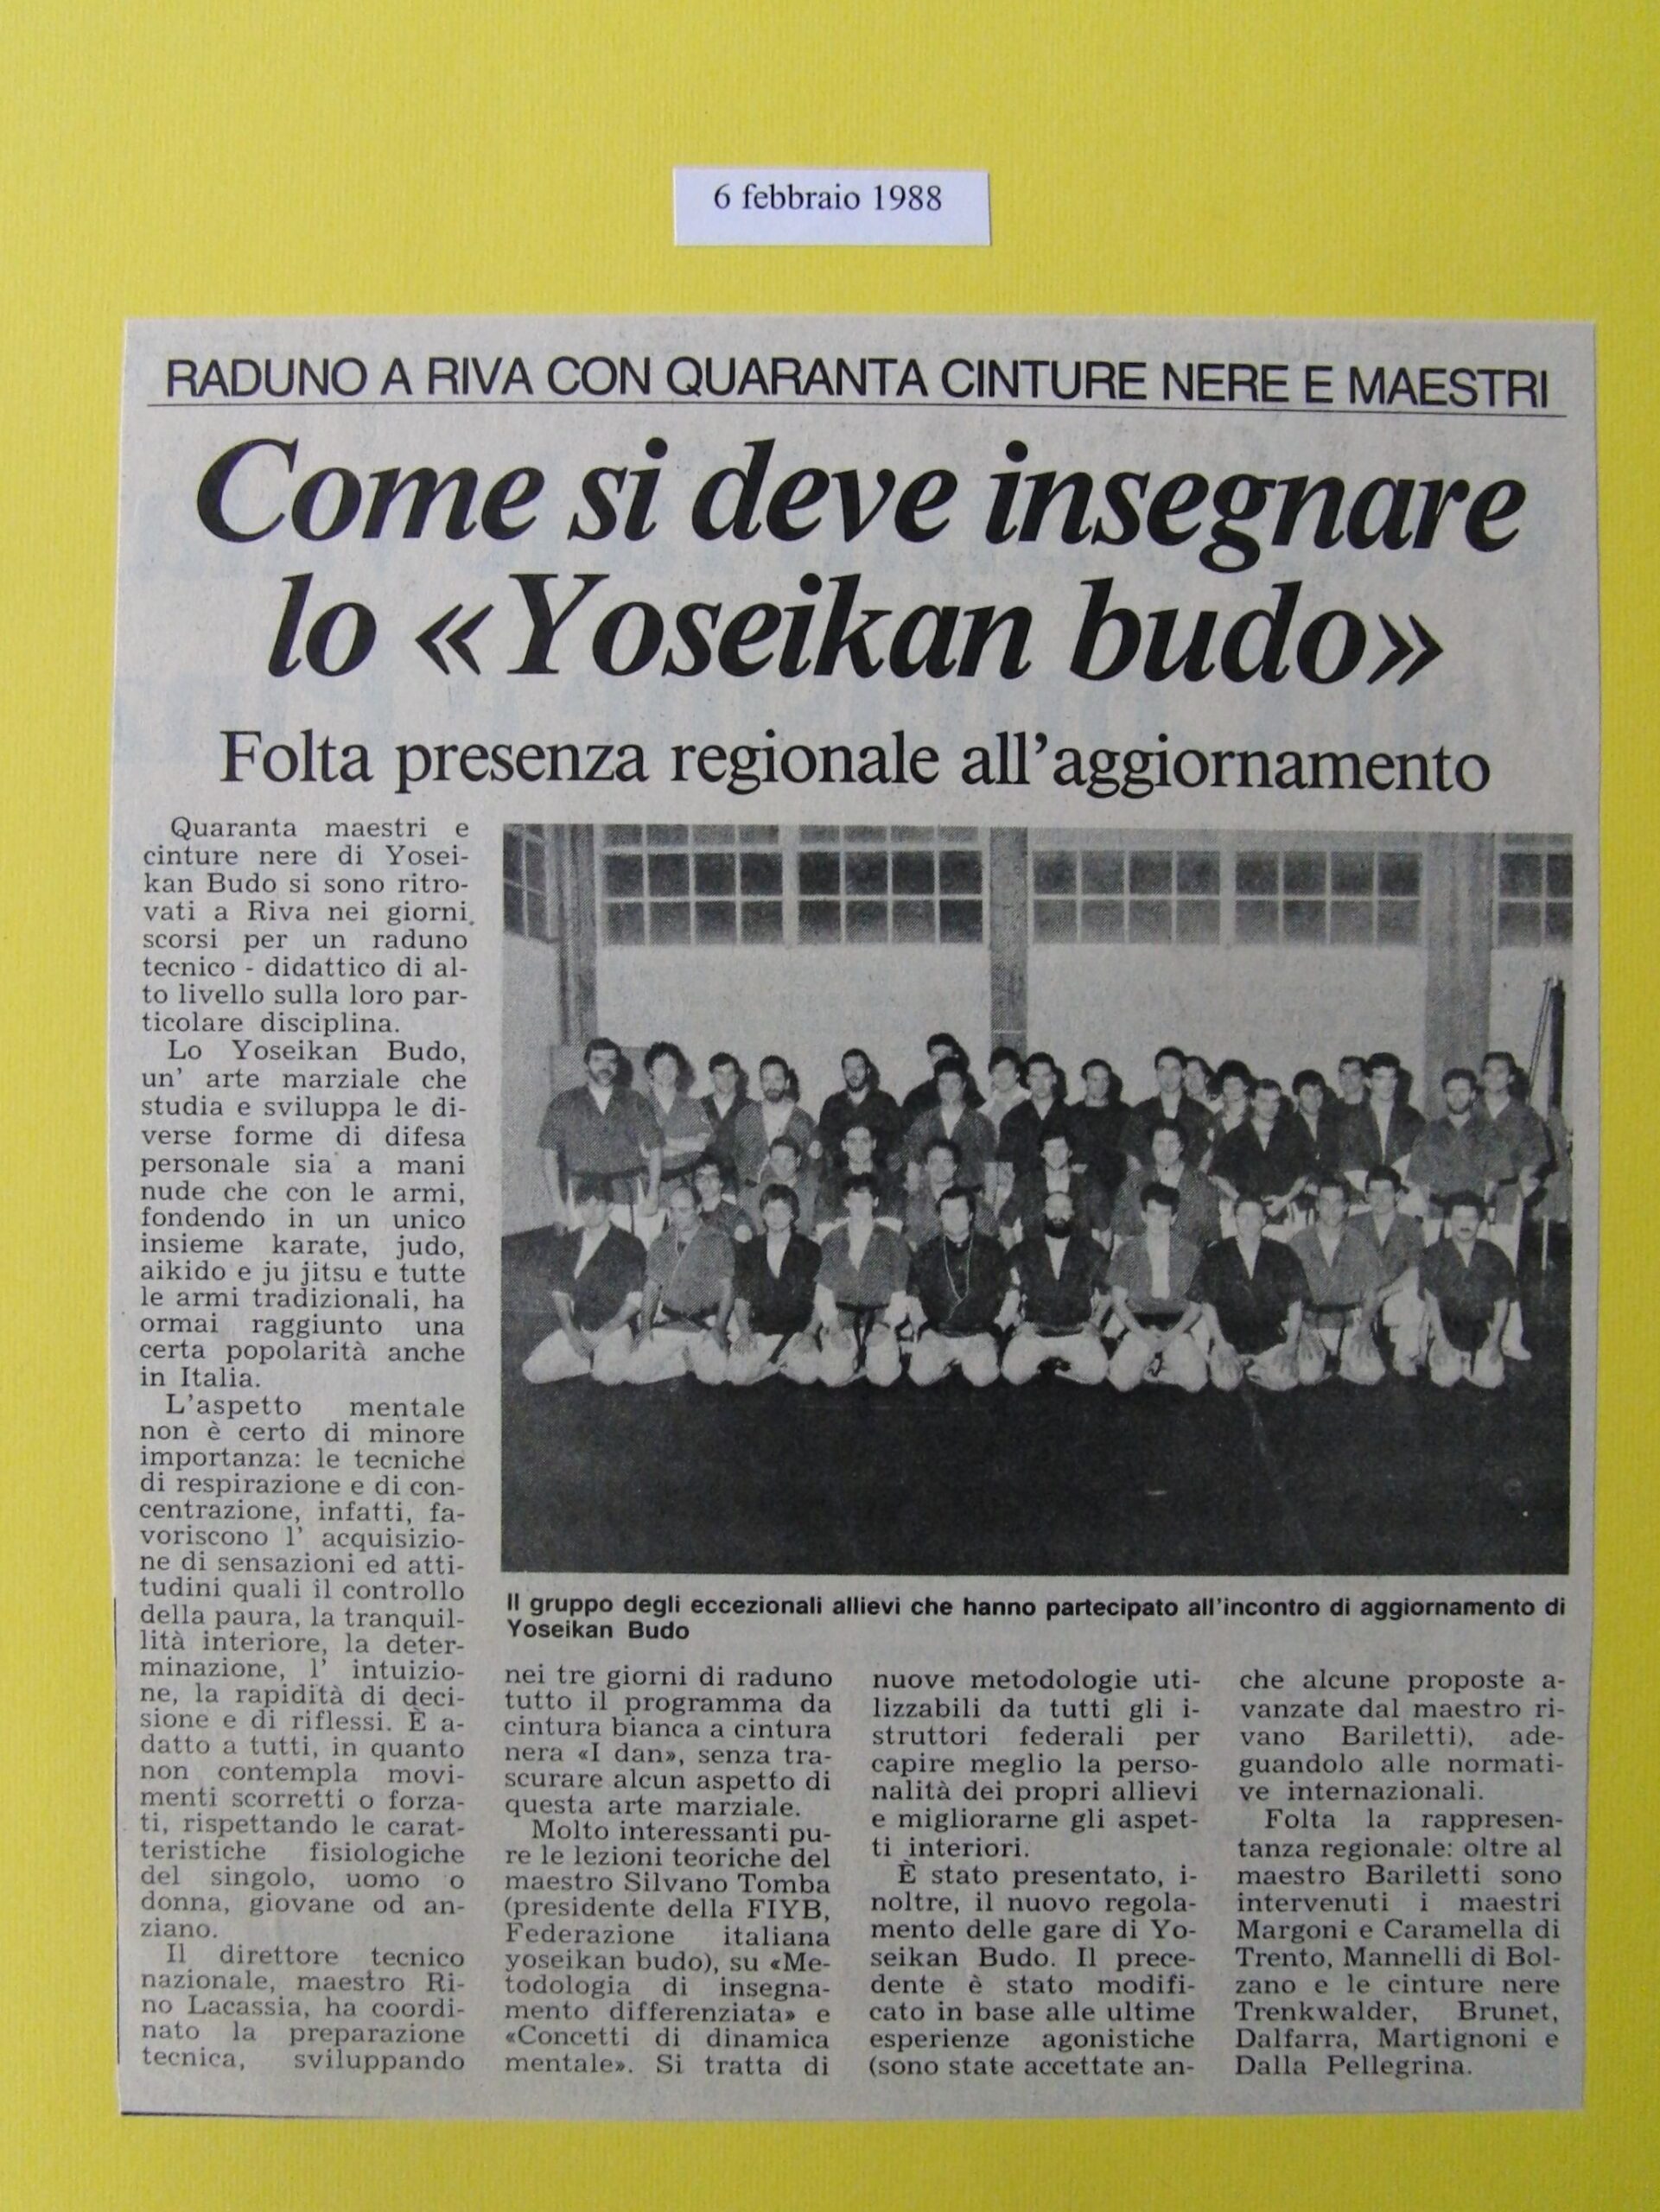 6 febbraio 1988
RADUNO A RIVA CON QUARANTA CINTURE NERE E MAESTRI
Come si deve insegnare
lo «Yoseikan budo»
Folta presenza regionale all'aggiornamento
Quaranta maestri e
cinture nere di Yosei-
kan Budo si sono ritro-
vati a Riva nei giorni
scorsi per un raduno
tecnico - didattico di al-
to livello sulla loro par-
ticolare disciplina.
Lo Yoseikan Budo,
un' arte marziale che
studia e sviluppa le di-
verse forme di difesa
personale sia a mani
nude che con le armi,
fondendo in un unico
insieme karate, judo,
aikido e ju jitsu e tutte
le armi tradizionali, ha
ormai raggiunto una
certa popolarità anche
in Italia.
L'aspetto mentale
non è certo di minore
importanza: le tecniche
di respirazione e di con-
centrazione, infatti, fa-
voriscono l' acquisizio-
ne di sensazioni ed atti-
tudini quali il controllo
della paura, la tranquil-
lità interiore, la deter-
minazione, l' intuizio-
ne, la rapidità di deci-
sione e di riflessi. È a-
datto a tutti, in quanto
non contempla movi-
menti scorretti o forza-
ti, rispettando le carat-
teristiche fisiologiche
del singolo, uomo o
donna, giovane od an-
ziano.
Il direttore tecnico
nazionale, maestro Ri-
no Lacassia, ha coordi-
nato la preparazione
tecnica, sviluppando
Il gruppo degli eccezionali allievi che hanno partecipato all'incontro di aggiornamento di
Yoseikan Budo
nei tre giorni di raduno
tutto il programma da
cintura bianca a cintura
nera «I dan», senza tra-
scurare alcun aspetto di
questa arte marziale.
Molto interessanti pu-
re le lezioni teoriche del
maestro Silvano Tomba
(presidente della FIYB,
Federazione italiana
yoseikan budo), su «Me-
todologia di insegna-
mento differenziata» e
«Concetti di dinamica
mentale». Si tratta di
nuove metodologie uti-
lizzabili da tutti gli i-
struttori federali per
capire meglio la perso-
nalità dei propri allievi
e migliorarne gli aspet-
ti interiori.
È stato presentato, i-
noltre, il nuovo regola-
mento delle gare di Yo-
seikan Budo. Il prece-
dente è stato modifi-
cato in base alle ultime
esperienze agonistiche
(sono state accettate an-
che alcune proposte a-
vanzate dal maestro ri-
vano Bariletti), ade-
guandolo alle normati-
ve internazionali.
Folta la rappresen-
tanza regionale: oltre al
maestro Bariletti sono
intervenuti i maestri
Margoni e Caramella di
Trento, Mannelli di Bol-
zano e le cinture nere
Trenkwalder, Brunet,
Dalfarra, Martignoni e
Dalla Pellegrina.